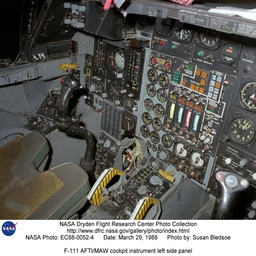 NASA Dryden Flight Research Center Photo Collection
http://www.dfrc.nasa.gov/gallery/photo/index.html
NASA Photo: EC88-0052-4 Date: March 29, 1988 Photo by: Susan Bledsoe
F-111 AFTI/MAW cockpit instrument left side panel
NASA